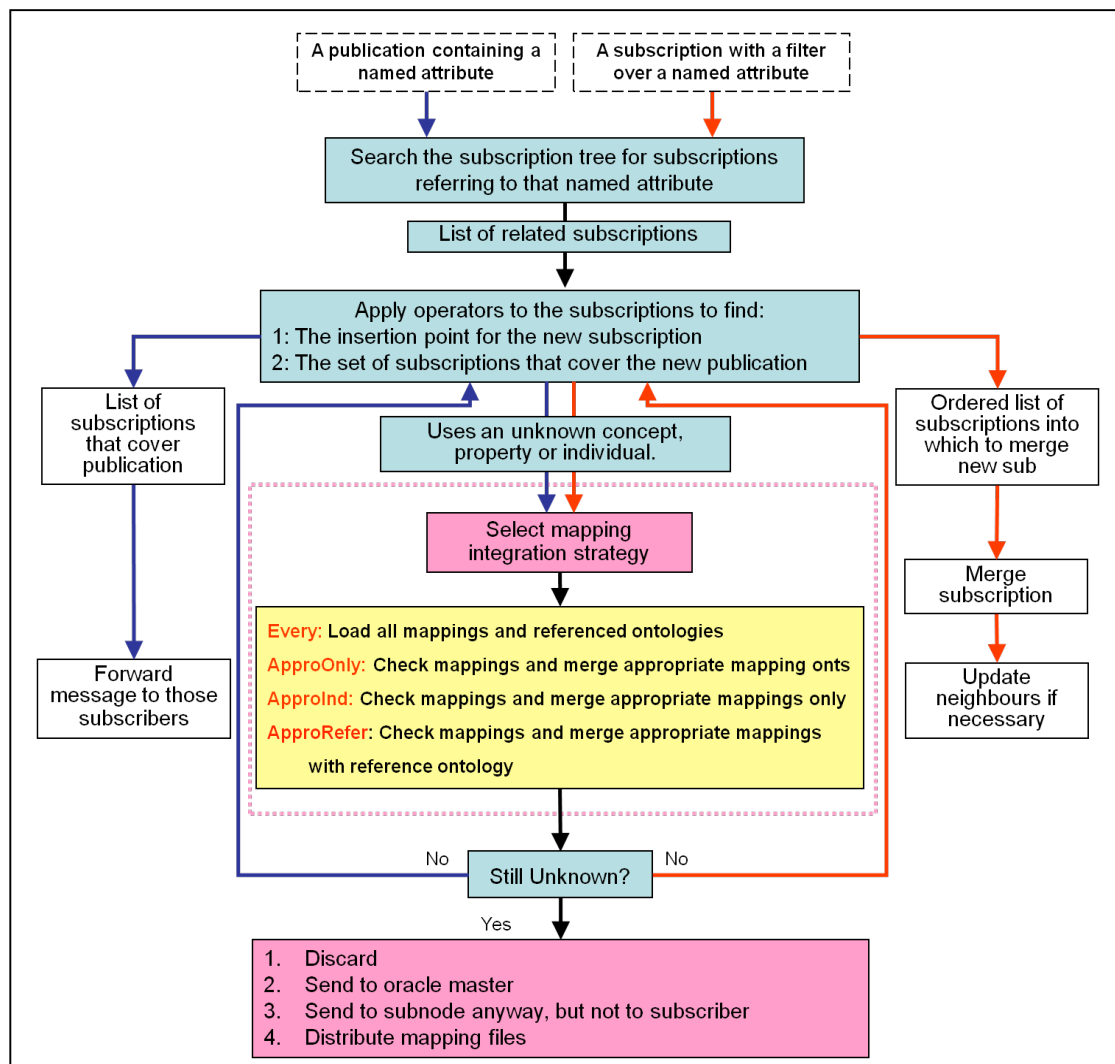 A publication containing a
named attribute
A subscription with a filter
over a named attribute
Search the subscription tree for subscriptions
referring to that named attribute
List of related subscriptions
Apply operators to the subscriptions to find:
1: The insertion point for the new subscription
2: The set of subscriptions that cover the new publication
List of
subscriptions
that cover
publication
Uses an unknown concept,
property or individual.
Ordered list of
subscriptions into
which to merge
new sub
Select mapping
integration strategy
Merge
subscription
Every: Load all mappings and referenced ontologies
ApproOnly: Check mappings and merge appropriate mapping onts
ApproInd: Check mappings and merge appropriate mappings only
ApproRefer: Check mappings and merge appropriate mappings
with reference ontology
Forward
message to those
subscribers
Update
neighbours if
necessary
No
Still Unknown?
No
Yes
1. Discard
2. Send to oracle master
3. Send to subnode anyway, but not to subscriber
4. Distribute mapping files